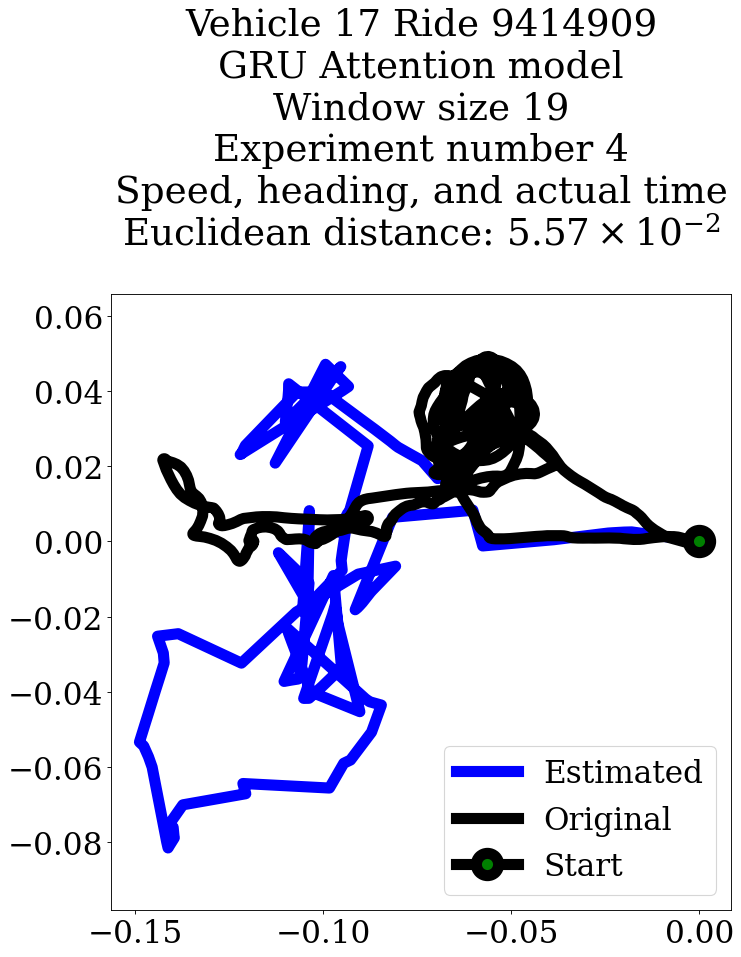 Vehicle 17 Ride 9414909
GRU Attention model
Window size 19
Experiment number 4
Speed, heading, and actual time
Euclidean distance: 5.57 × 10⁻²
0.06
0.04
0.02
0.00
−0.02
−0.04
−0.06
−0.08
Estimated
Original
Start
−0.15 −0.10 −0.05 0.00